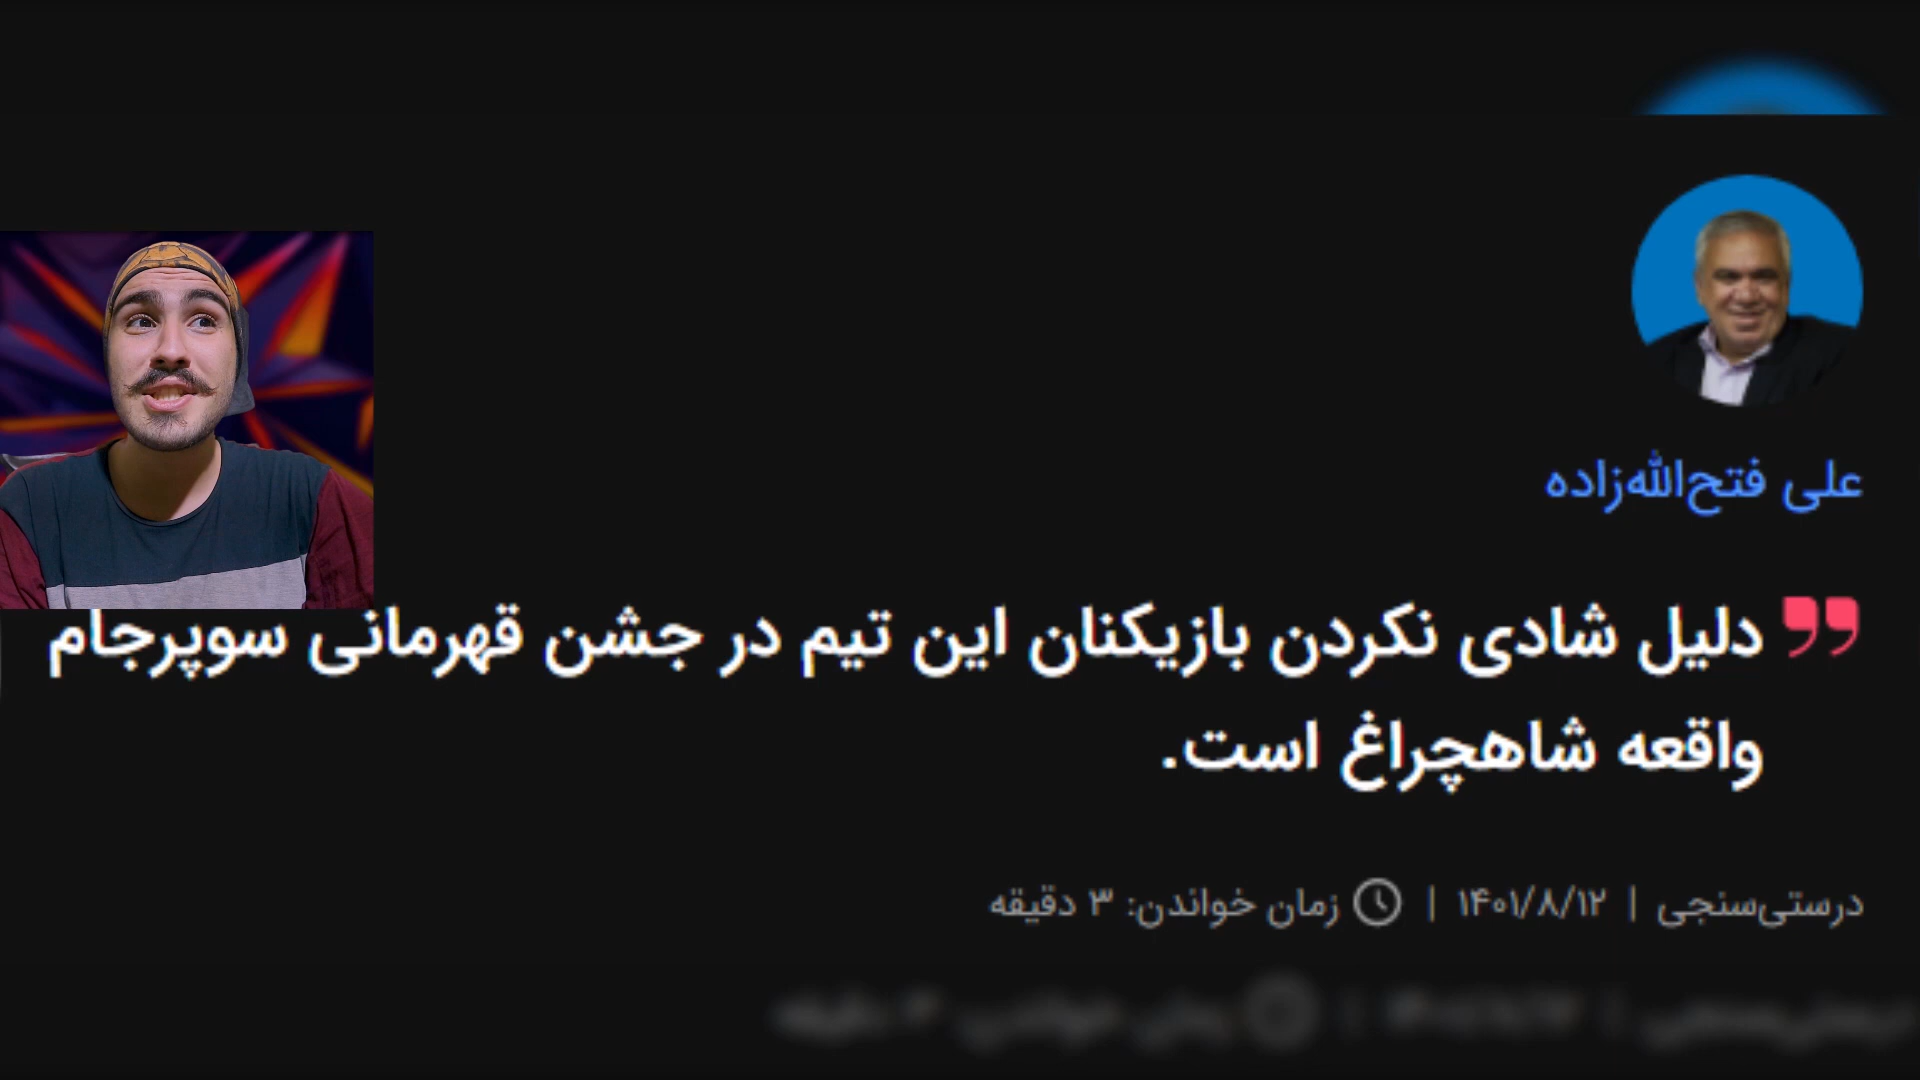 علی فتح‌الله‌زاده
دلیل شادی نکردن بازیکنان این تیم در جشن قهرمانی سوپرجام
واقعه شاهچراغ است.
درستی‌سنجی | ۱۴۰۱/۸/۱۲ | زمان خواندن: ۳ دقیقه